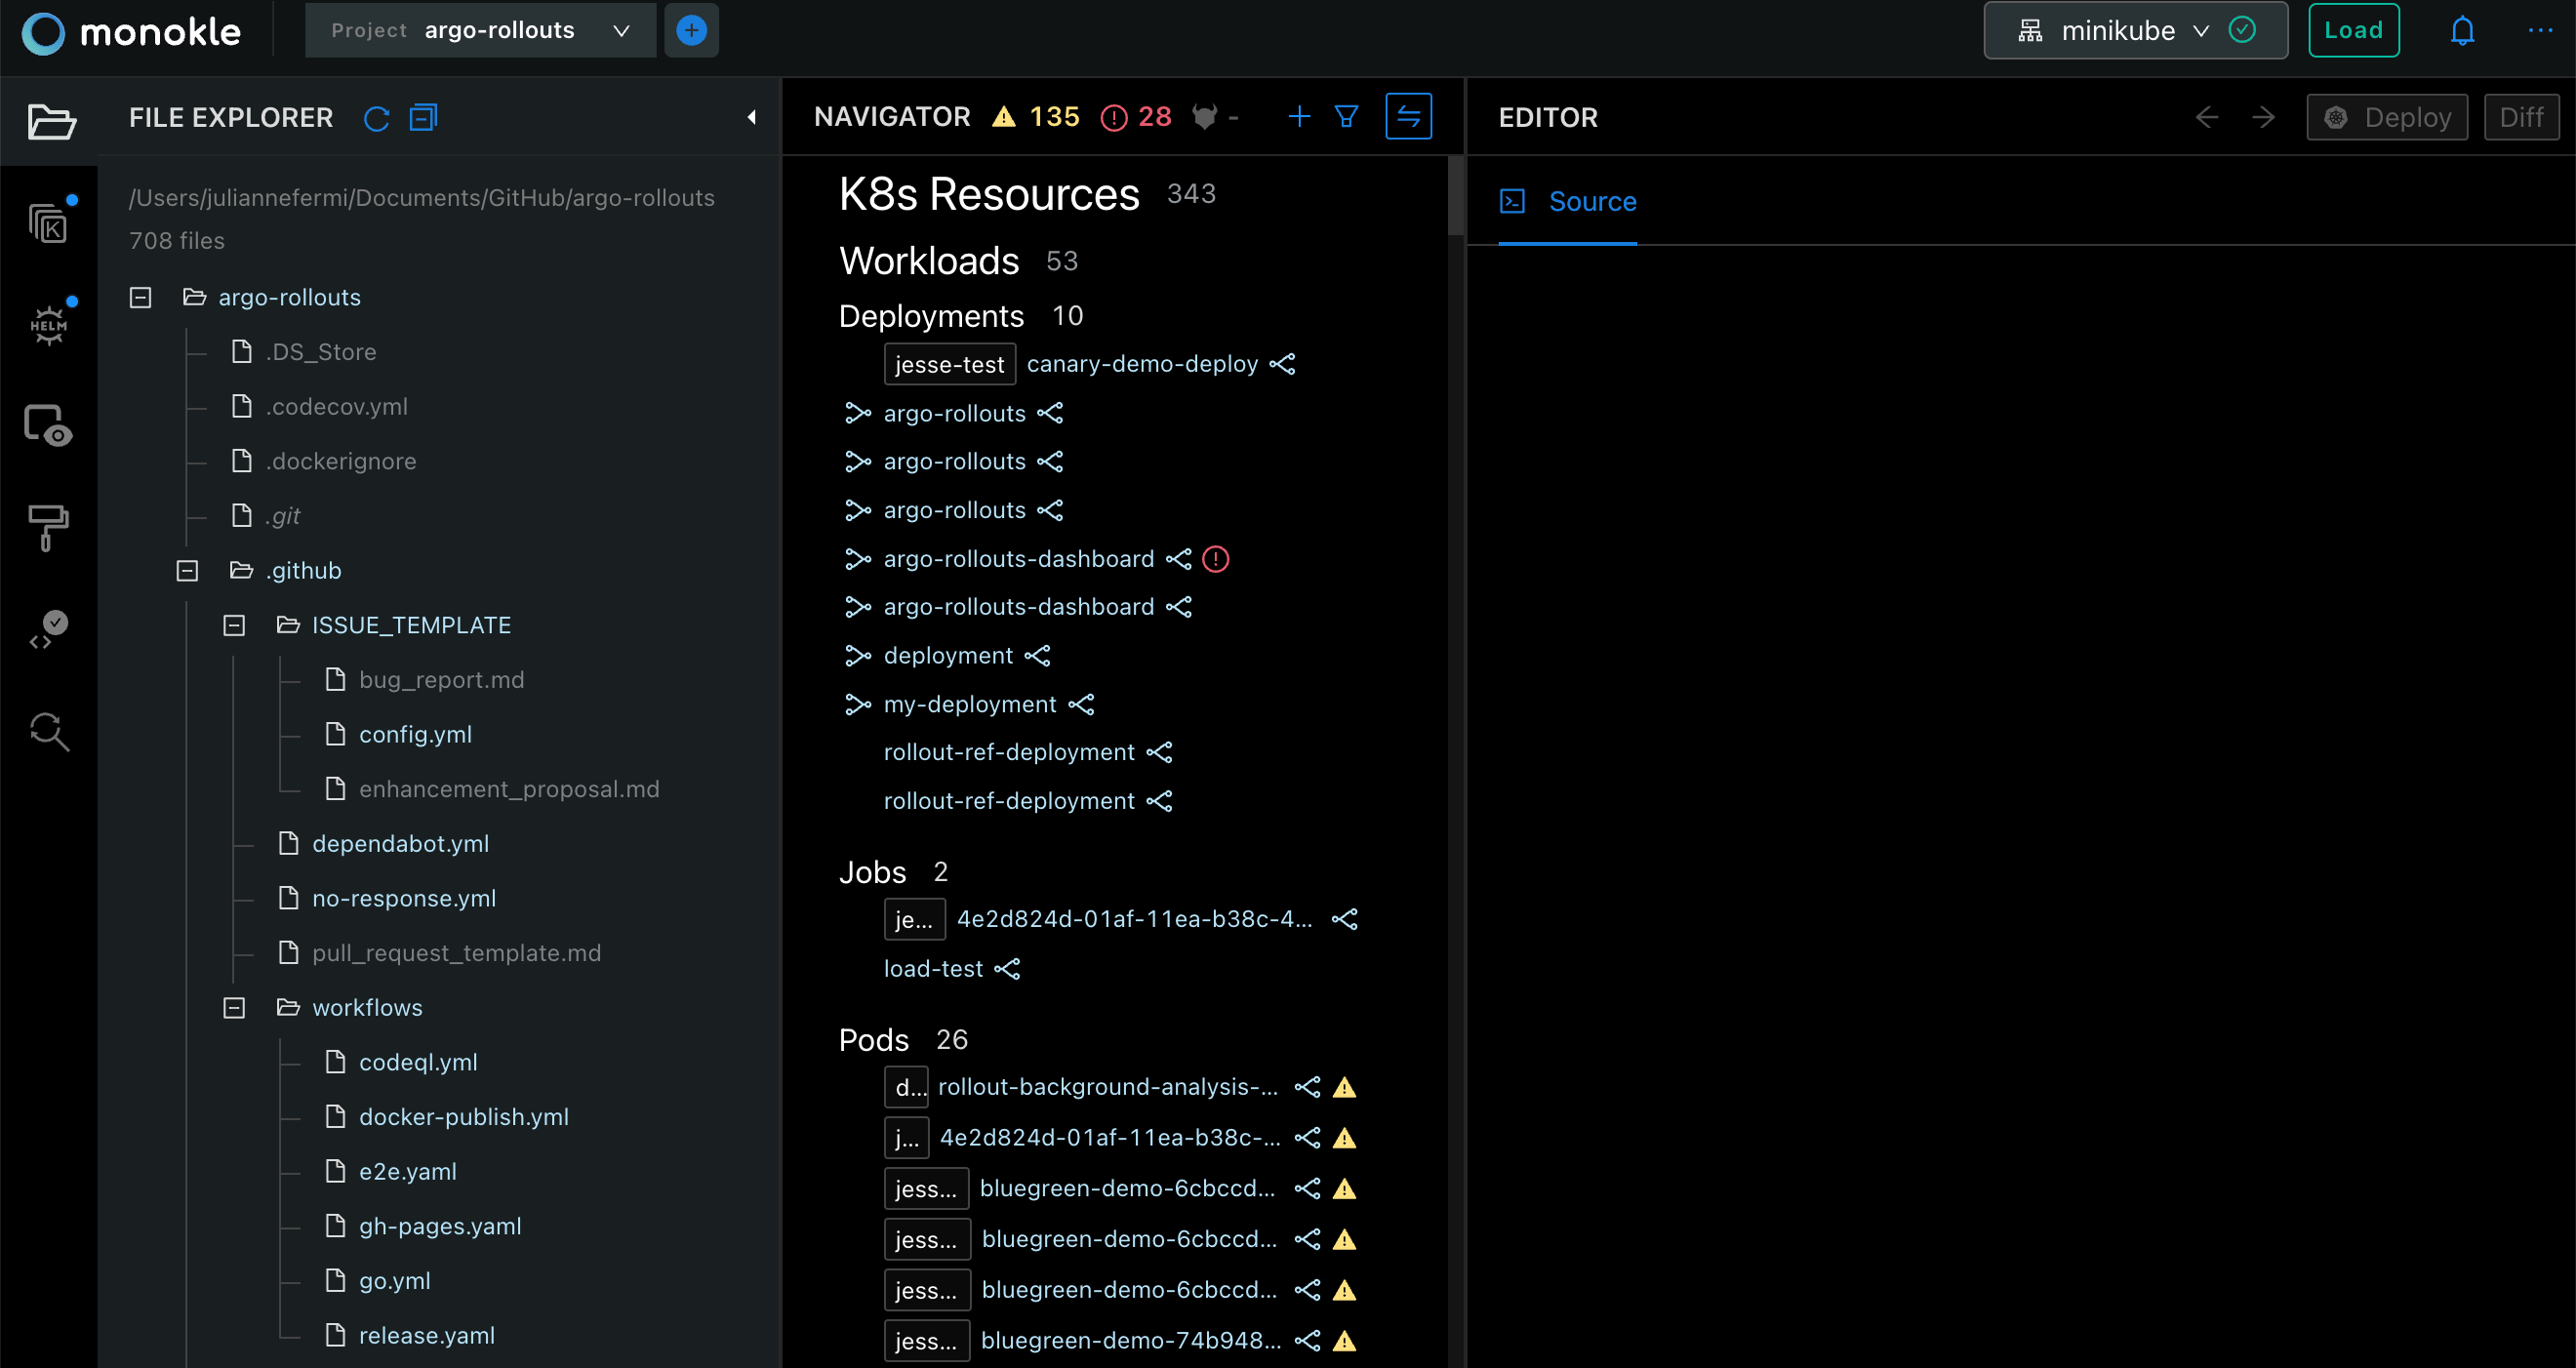 monokle
Project argo-rollouts
minikube
Load
FILE EXPLORER
/Users/juliannefermi/Documents/GitHub/argo-rollouts
708 files
argo-rollouts
.DS_Store
.codecov.yml
.dockerignore
.git
.github
ISSUE_TEMPLATE
bug_report.md
config.yml
enhancement_proposal.md
dependabot.yml
no-response.yml
pull_request_template.md
workflows
codeql.yml
docker-publish.yml
e2e.yaml
gh-pages.yaml
go.yml
release.yaml
K
HELM
NAVIGATOR 135 28 -
K8s Resources 343
Workloads 53
Deployments 10
jesse-test canary-demo-deploy
argo-rollouts
argo-rollouts
argo-rollouts
argo-rollouts-dashboard
argo-rollouts-dashboard
deployment
my-deployment
rollout-ref-deployment
rollout-ref-deployment
Jobs 2
je... 4e2d824d-01af-11ea-b38c-4...
load-test
Pods 26
d... rollout-background-analysis-...
j... 4e2d824d-01af-11ea-b38c-...
jess... bluegreen-demo-6cbccd...
jess... bluegreen-demo-6cbccd...
jess... bluegreen-demo-6cbccd...
jess... bluegreen-demo-74b948...
EDITOR
Deploy
Diff
Source